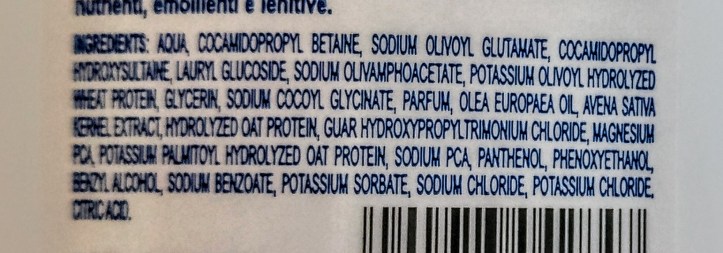 nutrienti, emollienti e lenitive.
INGREDIENTS: AQUA, COCAMIDOPROPYL BETAINE, SODIUM OLIVOYL GLUTAMATE, COCAMIDOPROPYL
HYDROXYSULTAINE, LAURYL GLUCOSIDE, SODIUM OLIVAMPHOACETATE, POTASSIUM OLIVOYL HYDROLYZED
WHEAT PROTEIN, GLYCERIN, SODIUM COCOYL GLYCINATE, PARFUM, OLEA EUROPAEA OIL, AVENA SATIVA
KERNEL EXTRACT, HYDROLYZED OAT PROTEIN, GUAR HYDROXYPROPYLTRIMONIUM CHLORIDE, MAGNESIUM
PCA, POTASSIUM PALMITOYL HYDROLYZED OAT PROTEIN, SODIUM PCA, PANTHENOL, PHENOXYETHANOL,
BENZYL ALCOHOL, SODIUM BENZOATE, POTASSIUM SORBATE, SODIUM CHLORIDE, POTASSIUM CHLORIDE,
CITRIC ACID.